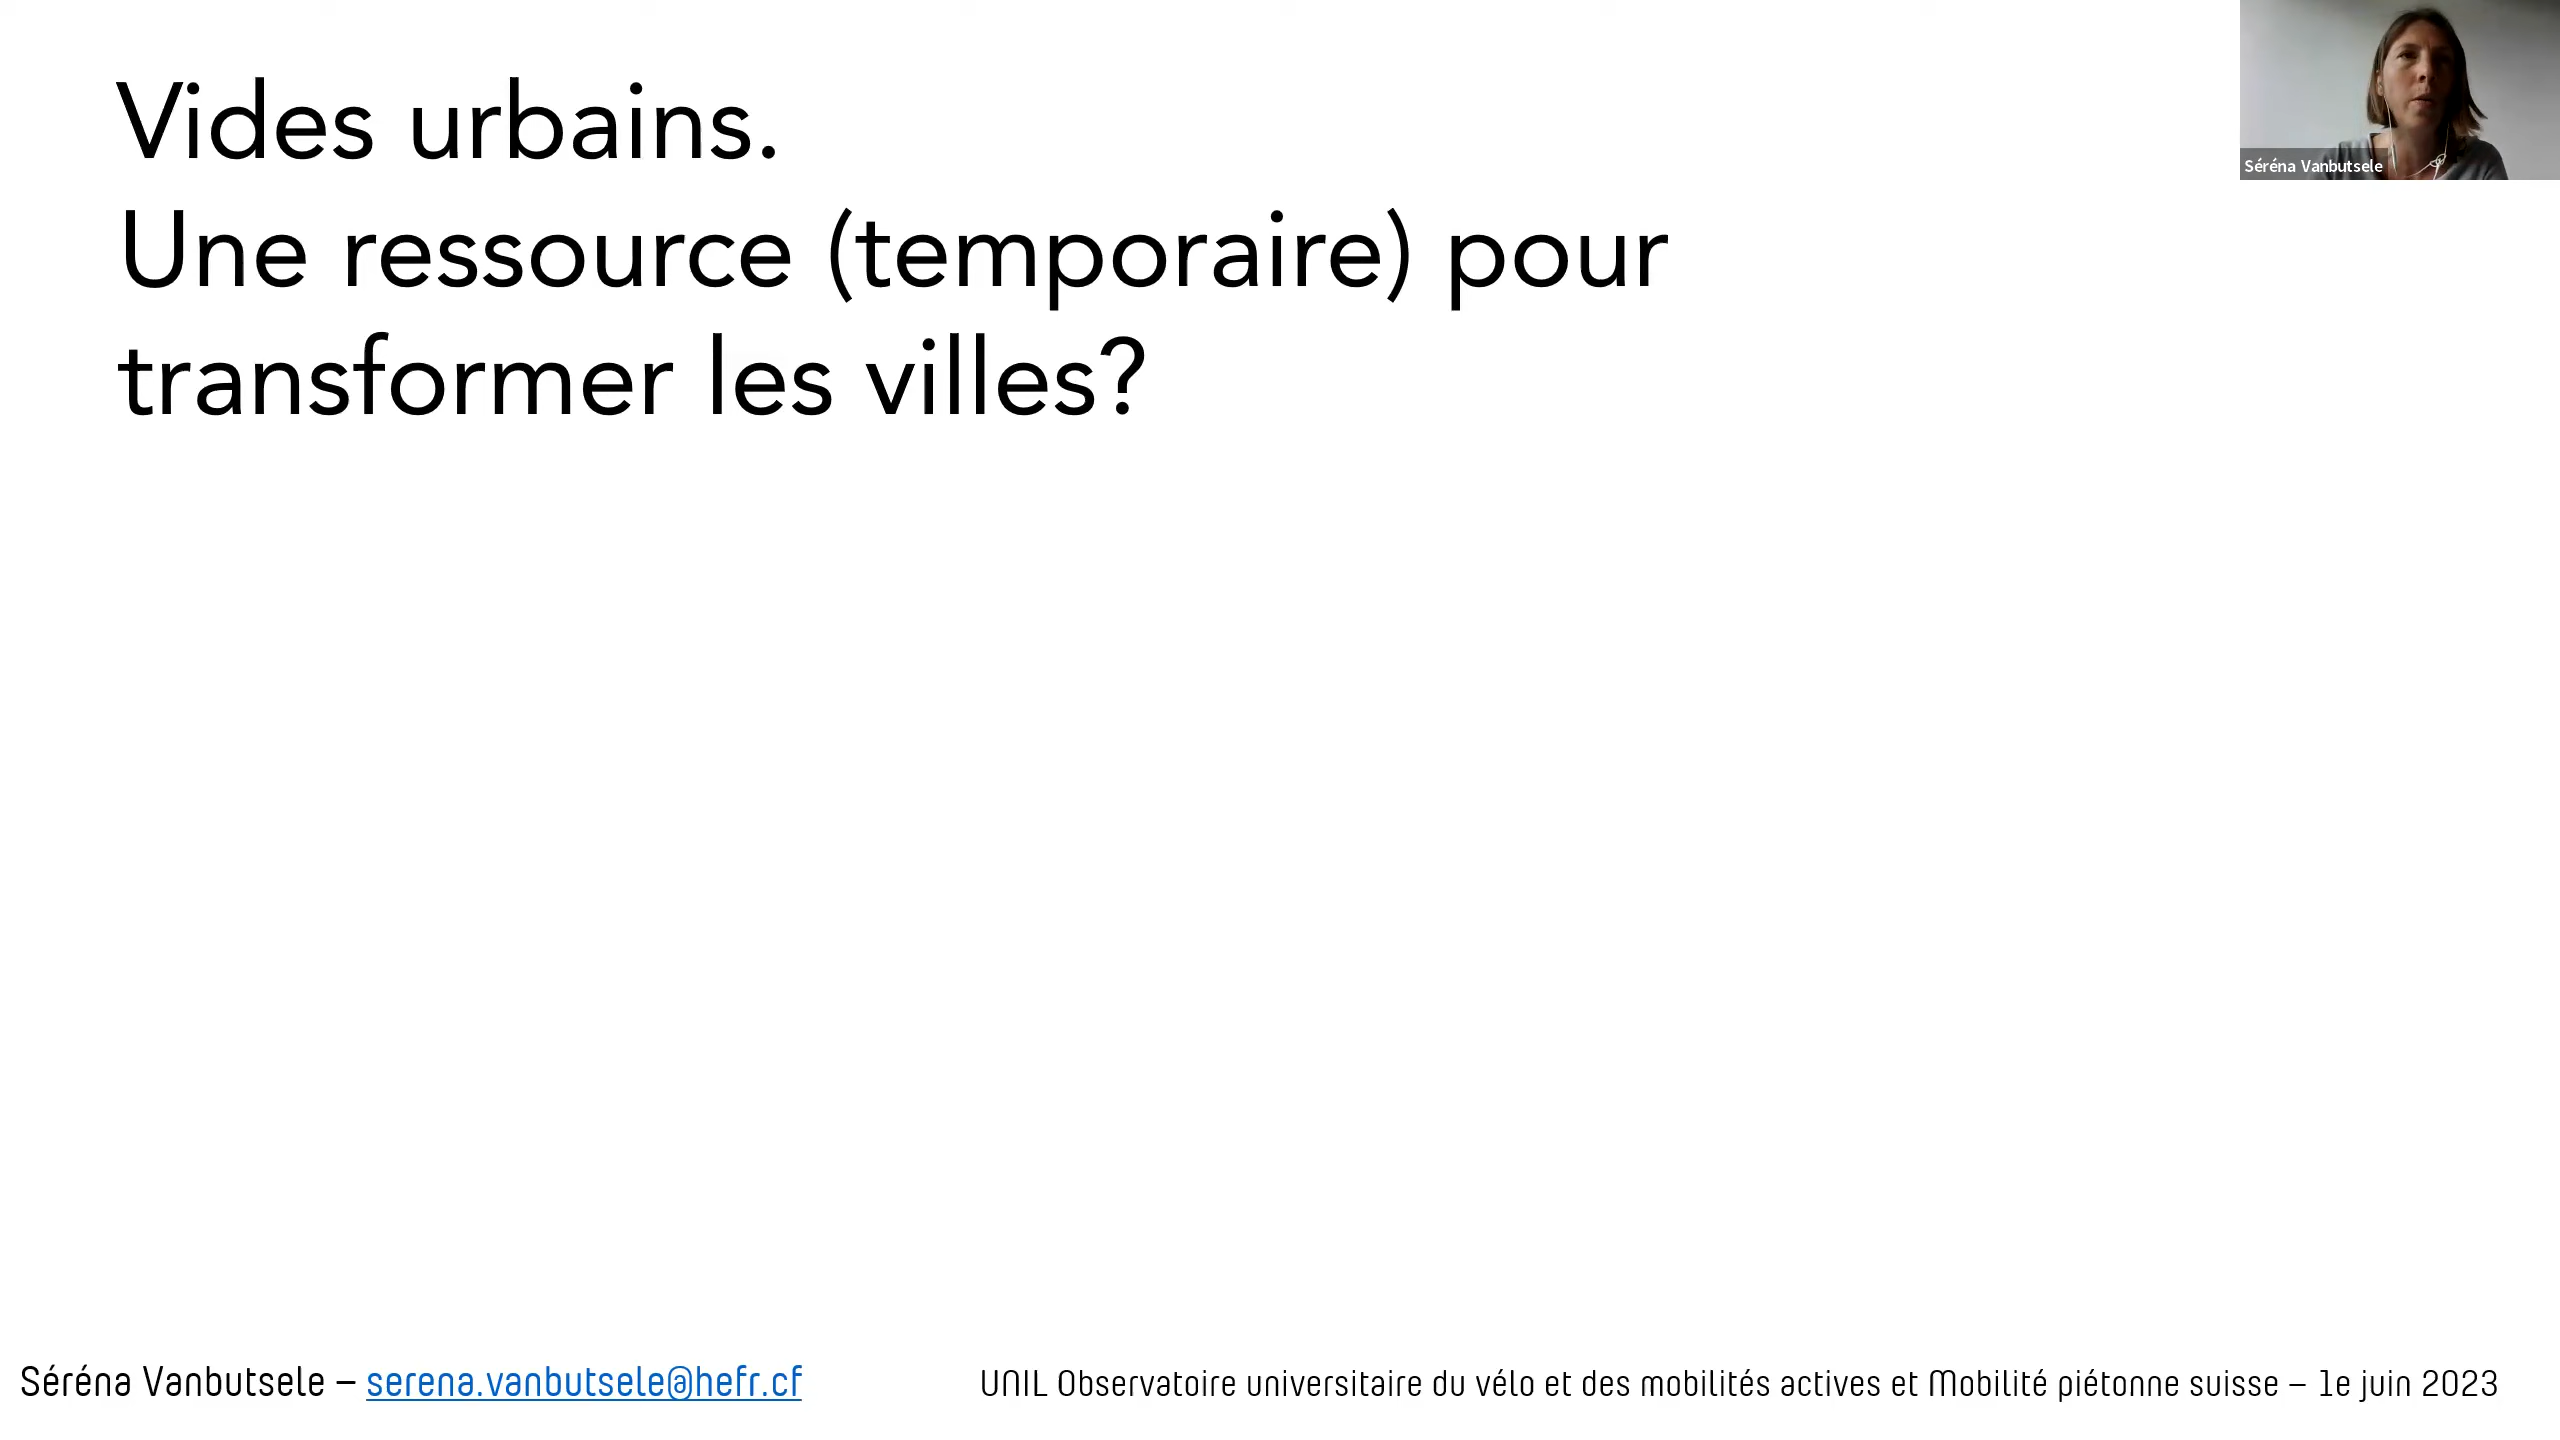 Vides urbains.
Une ressource (temporaire) pour
transformer les villes?
Séréna Vanbutsele
Séréna Vanbutsele – serena.vanbutsele@hefr.cf
UNIL Observatoire universitaire du vélo et des mobilités actives et Mobilité piétonne suisse – 1e juin 2023